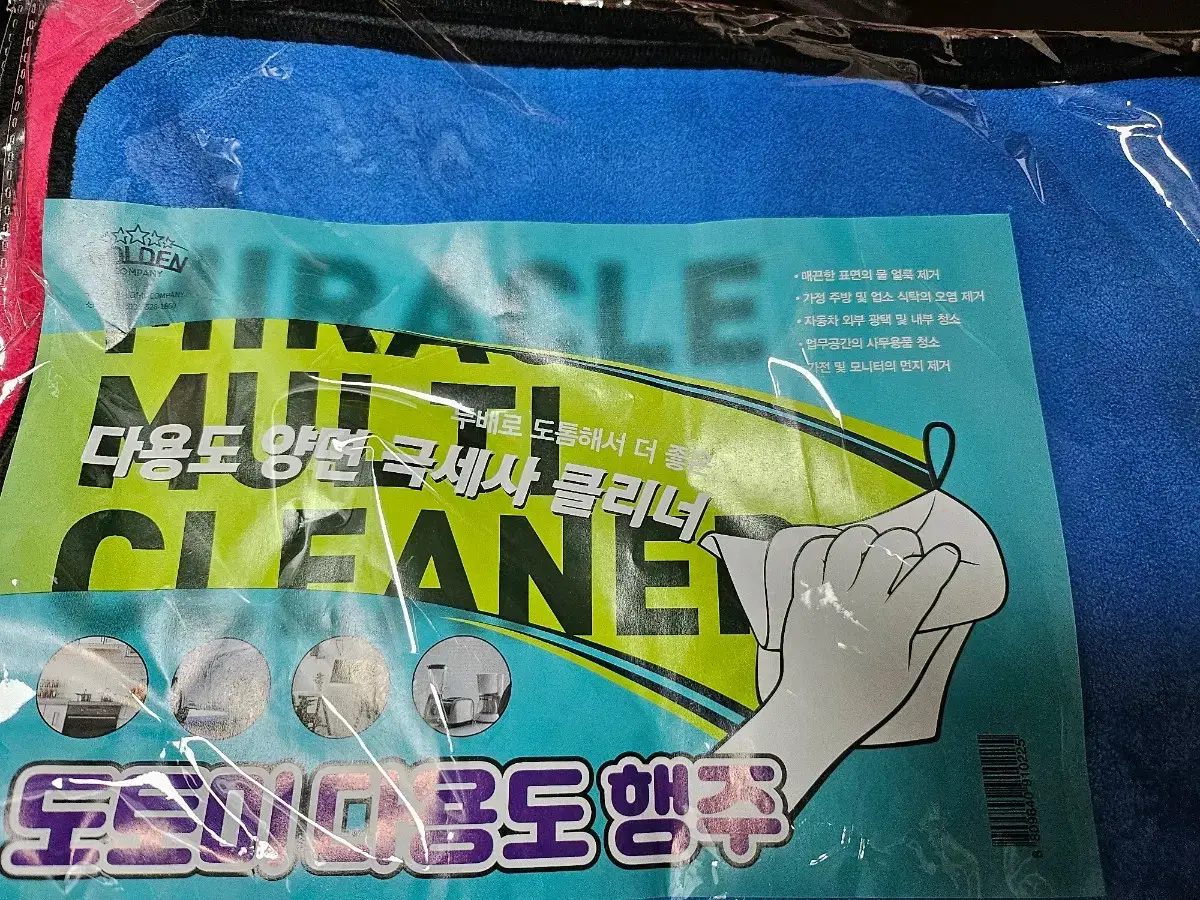 GOLDEN
COMPANY
MIRACLE
• 매끈한 표면의 물 얼룩 제거
• 가정 주방 및 업소 식탁의 오염 제거
• 자동차 외부 광택 및 내부 청소
• 업무공간의 사무용품 청소
가전 및 모니터의 먼지 제거
MIRA
MULTI
두배로 도톰해서 더 좋은
다용도 양면 극세사 클리너
CLEANER
도토미 다용도 행주